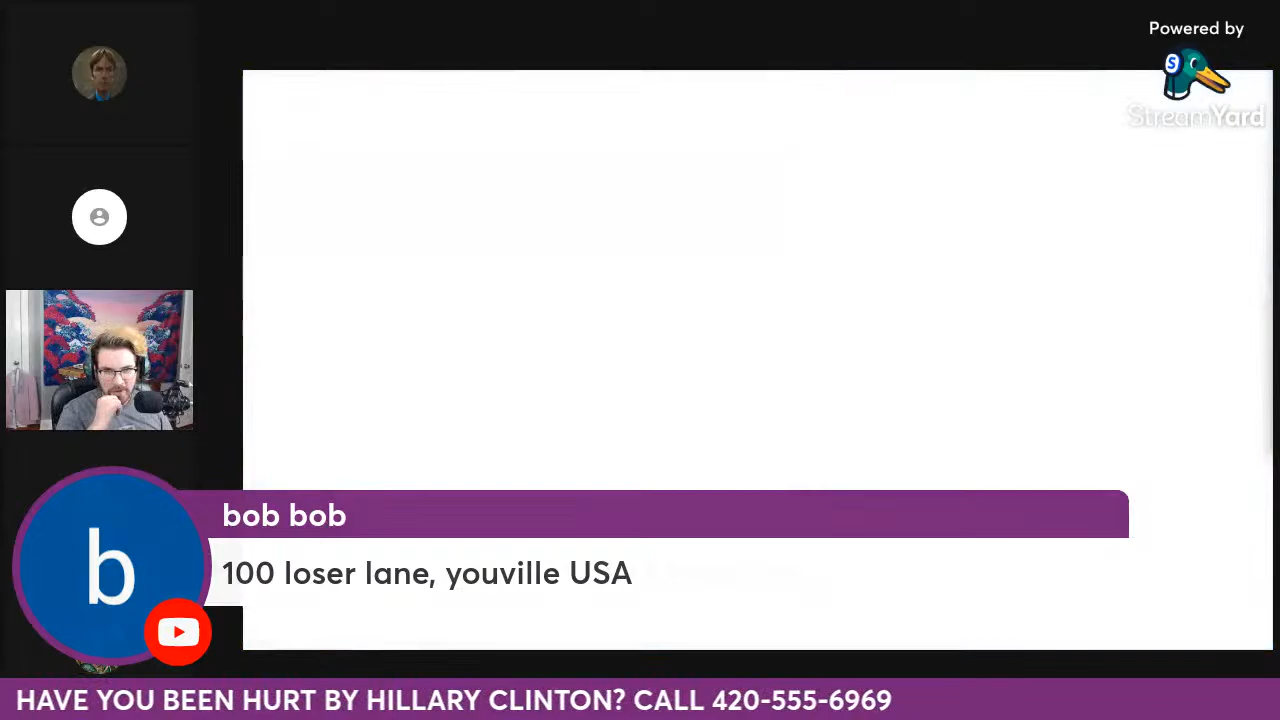 Powered by
S
StreamYard
b
bob bob
100 loser lane, youville USA
HAVE YOU BEEN HURT BY HILLARY CLINTON? CALL 420-555-6969